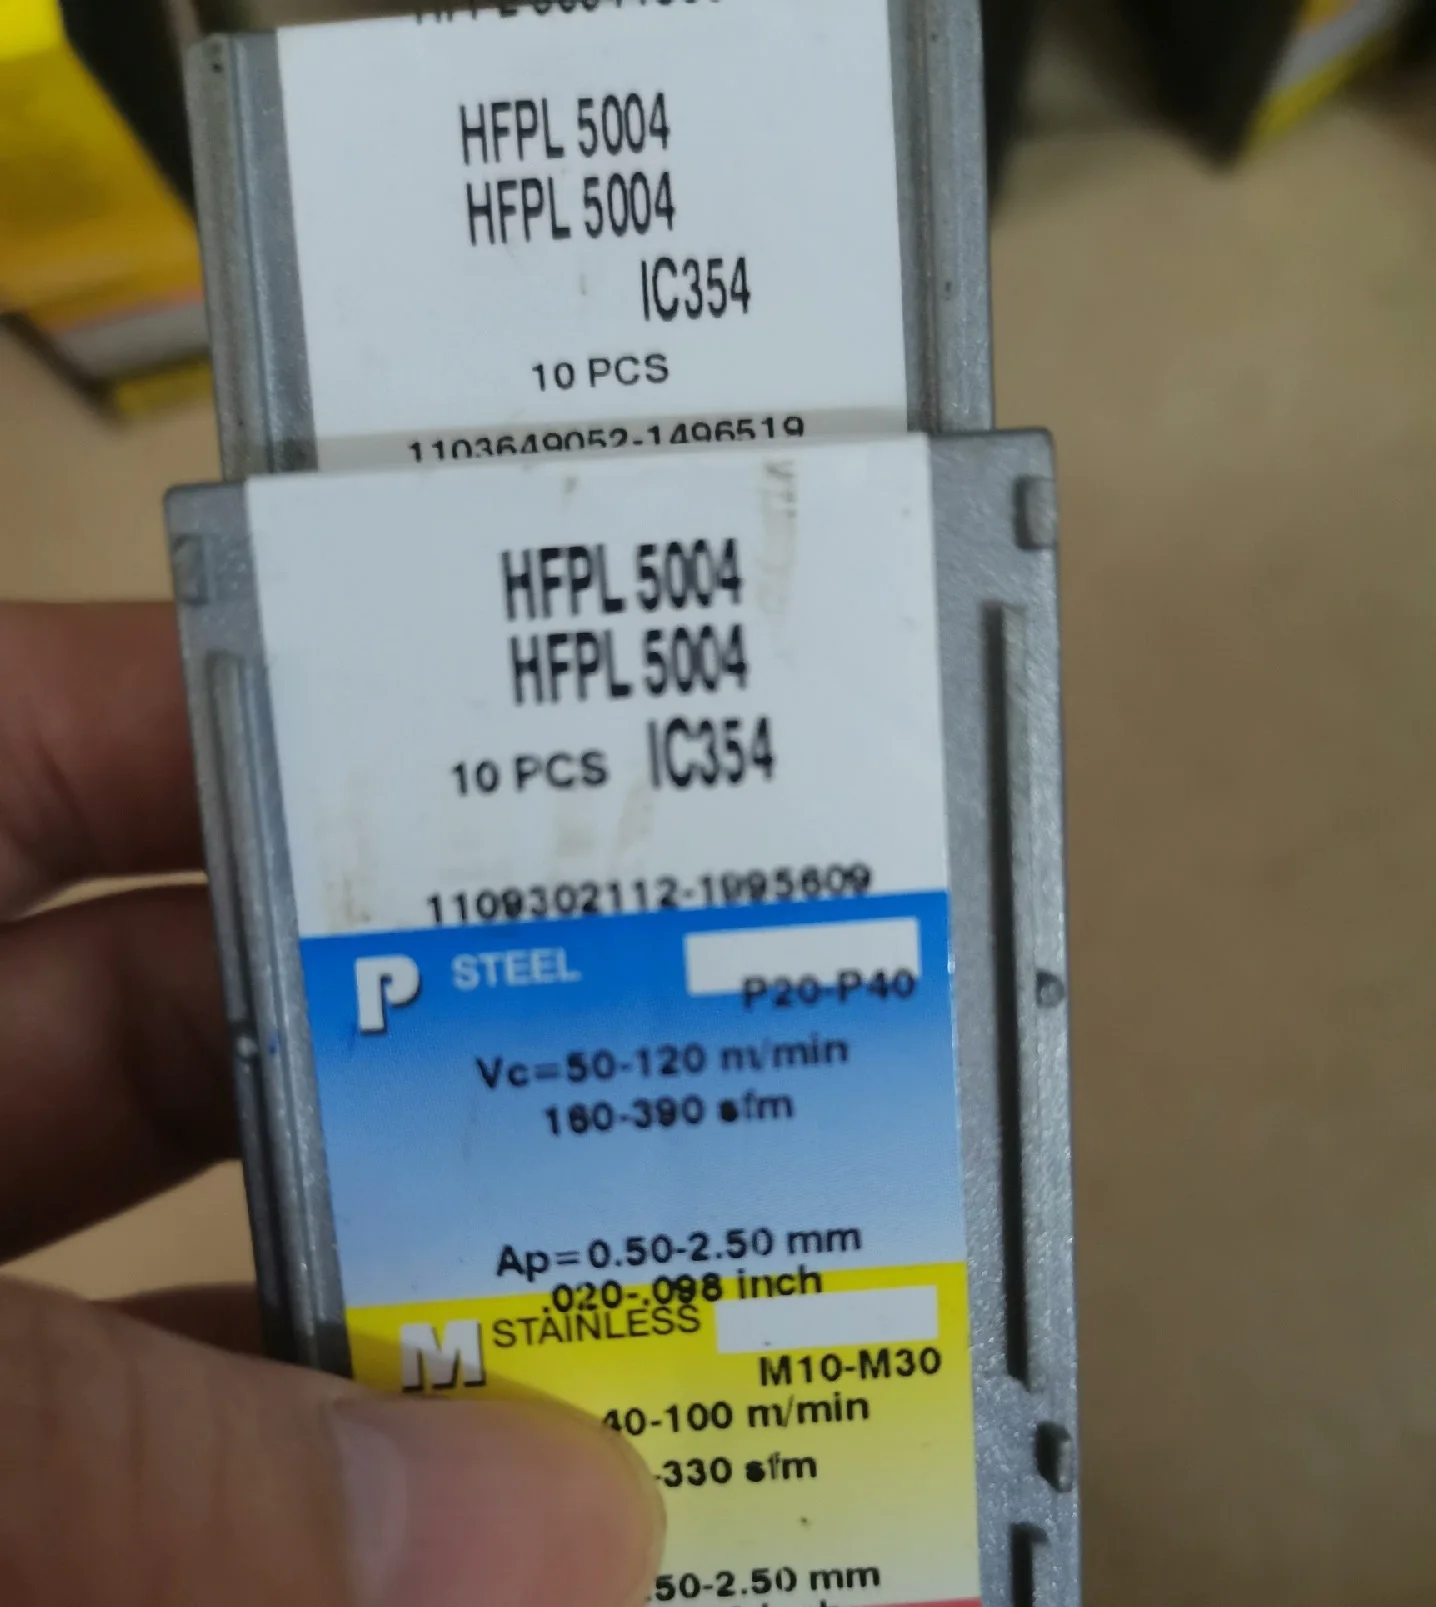 HFPL 5004
HFPL 5004
IC354
10 PCS
1103649052-1496519
HFPL 5004
HFPL 5004
10 PCS IC354
1109302112-1995609
P STEEL
P20-P40
Vc=50-120 m/min
160-390 sfm
Ap=0.50-2.50 mm
.020-.098 inch
M STAINLESS
M10-M30
40-100 m/min
-330 sfm
.50-2.50 mm